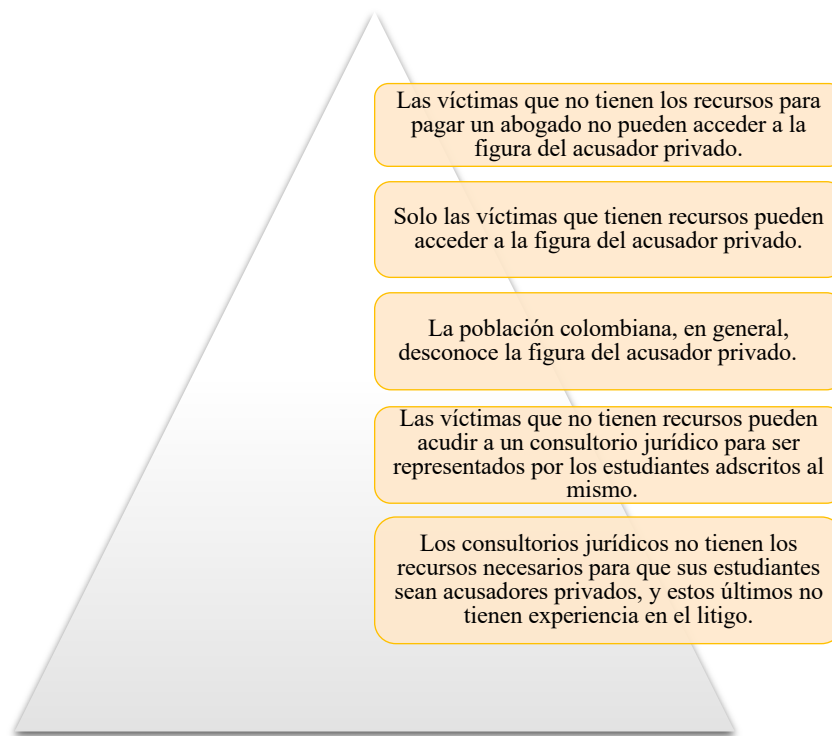 Las víctimas que no tienen los recursos para
pagar un abogado no pueden acceder a la
figura del acusador privado.
Solo las víctimas que tienen recursos pueden
acceder a la figura del acusador privado.
La población colombiana, en general,
desconoce la figura del acusador privado.
Las víctimas que no tienen recursos pueden
acudir a un consultorio jurídico para ser
representados por los estudiantes adscritos al
mismo.
Los consultorios jurídicos no tienen los
recursos necesarios para que sus estudiantes
sean acusadores privados, y estos últimos no
tienen experiencia en el litigo.